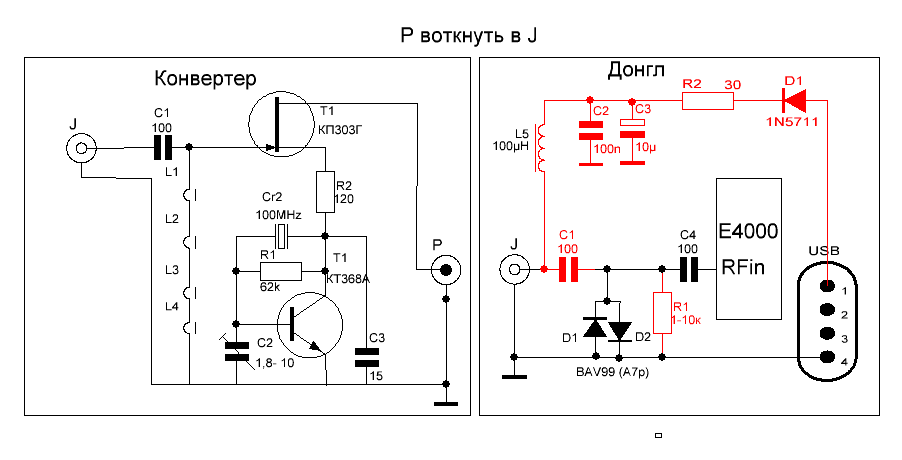 P воткнуть в J
Конвертер
J
C1
100
T1
КП303Г
L1
L2
L3
L4
R2
120
Cr2
100MHz
R1
62k
T1
КТ368А
C2
1,8- 10
C3
15
P
Донгл
R2
30
D1
1N5711
L5
100μH
C2
100n
C3
10μ
J
C1
100
C4
100
E4000
RFin
R1
1-10к
D1
D2
BAV99 (A7p)
USB
1
2
3
4